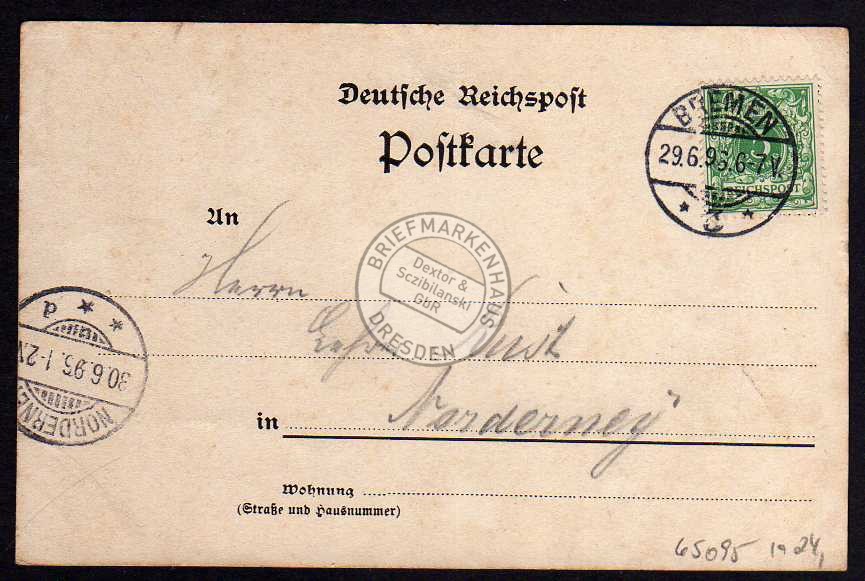 Deutsche Reichspost
Postkarte
BREMEN
29.6.95.6-7V.
REICHSPOST
An
Herrn
BRIEFMARKENHAUS
Dextor &
Sczibilanski
GbR
DRESDEN
in Norderney
d
30.6.95.1-2N
NORDERNEY
Wohnung
(Straße und Hausnummer)
65095